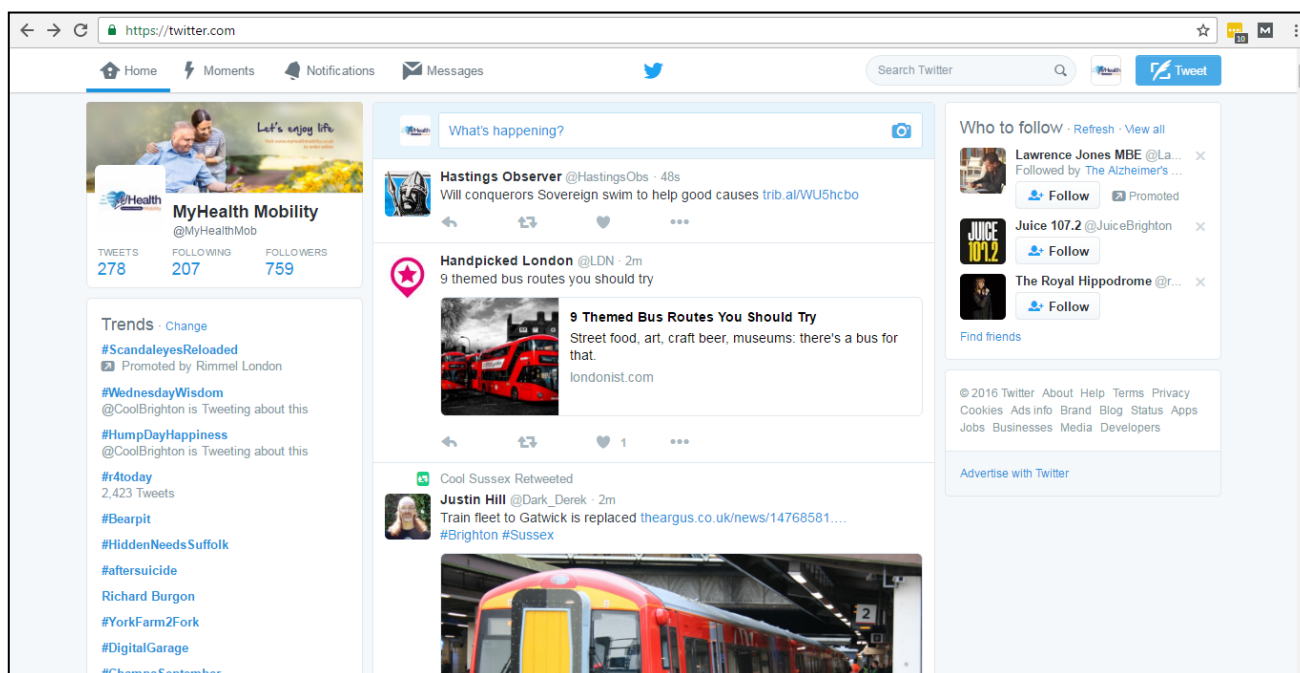 https://twitter.com
10
M
Home
Moments
Notifications
Messages
Search Twitter
Tweet
Let's enjoy life
MyHealth
Mobility
MyHealth Mobility
@MyHealthMob
TWEETS FOLLOWING FOLLOWERS
278 207 759
Trends · Change
#ScandaleyesReloaded
Promoted by Rimmel London
#WednesdayWisdom
@CoolBrighton is Tweeting about this
#HumpDayHappiness
@CoolBrighton is Tweeting about this
#r4today
2,423 Tweets
#Bearpit
#HiddenNeedsSuffolk
#aftersuicide
Richard Burgon
#YorkFarm2Fork
#DigitalGarage
#ChampsSeptember
What's happening?
Hastings Observer @HastingsObs · 48s
Will conquerors Sovereign swim to help good causes trib.al/WU5hcbo
Handpicked London @LDN · 2m
9 themed bus routes you should try
9 Themed Bus Routes You Should Try
Street food, art, craft beer, museums: there's a bus for
that.
londonist.com
1
Cool Sussex Retweeted
Justin Hill @Dark_Derek · 2m
Train fleet to Gatwick is replaced theargus.co.uk/news/14768581....
#Brighton #Sussex
2
Who to follow · Refresh · View all
Lawrence Jones MBE @La...
Followed by The Alzheimer's ...
Follow
Promoted
JUICE
107.2
Juice 107.2 @JuiceBrighton
Follow
The Royal Hippodrome @r...
Follow
Find friends
© 2016 Twitter About Help Terms Privacy
Cookies Ads info Brand Blog Status Apps
Jobs Businesses Media Developers
Advertise with Twitter